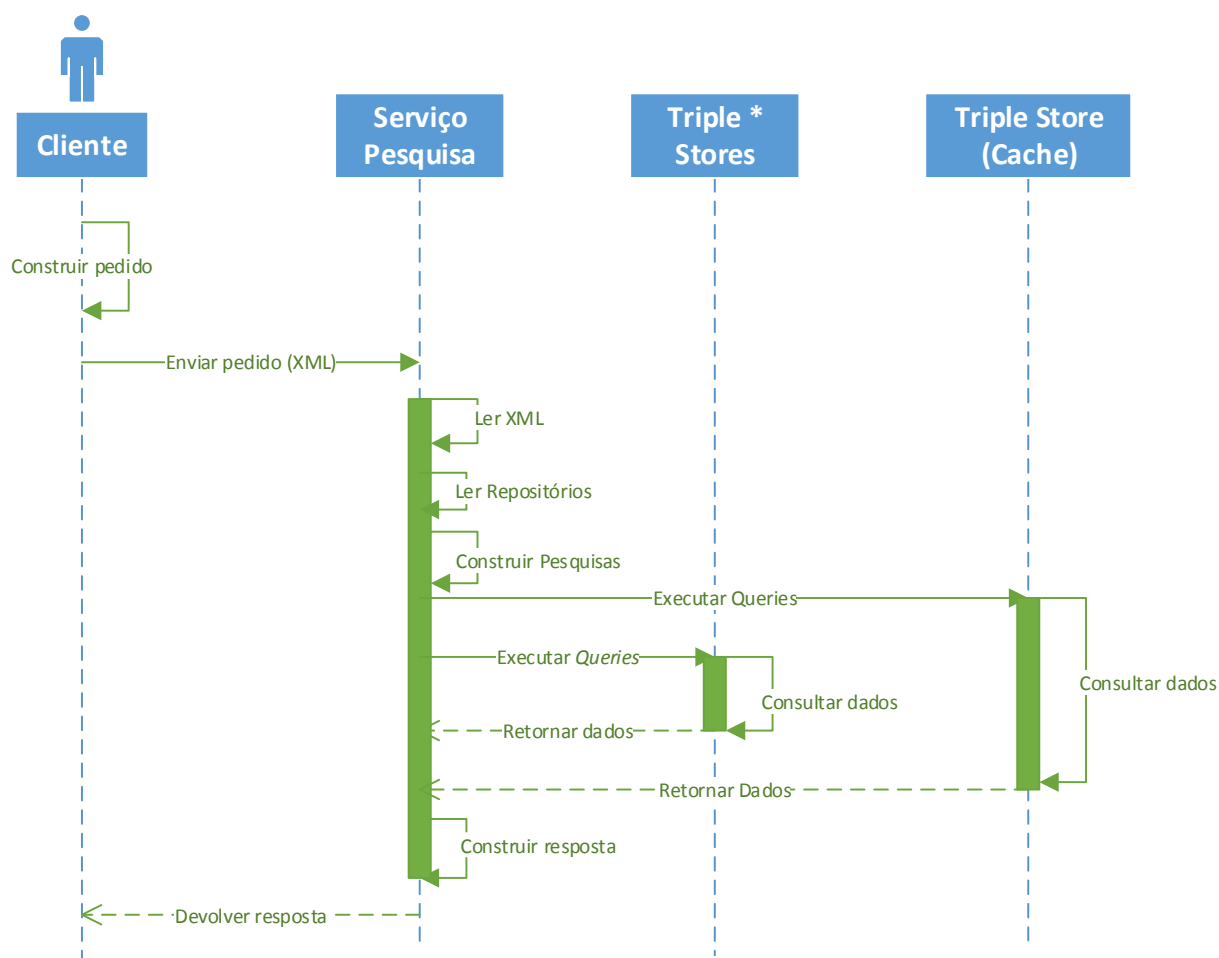 Cliente
Serviço
Pesquisa
Triple *
Stores
Triple Store
(Cache)
Construir pedido
Enviar pedido (XML)
Ler XML
Ler Repositórios
Construir Pesquisas
Executar Queries
Executar Queries
Consultar dados
Consultar dados
Retornar dados
Retornar Dados
Construir resposta
Devolver resposta